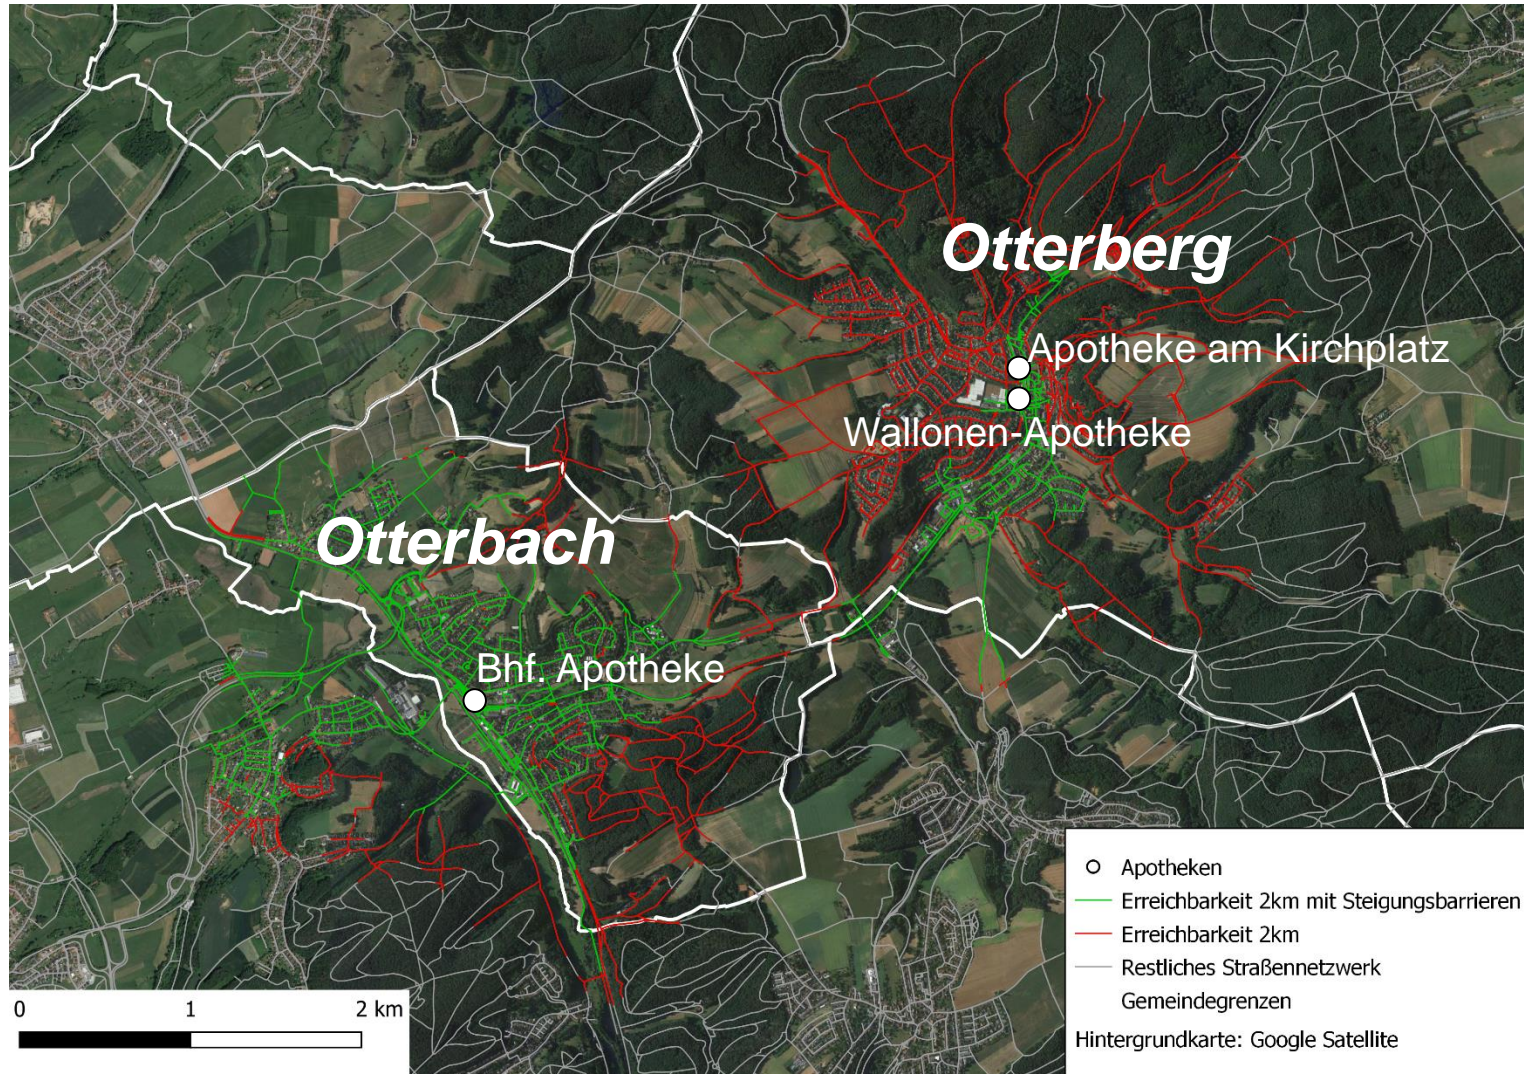 Otterberg
Apotheke am Kirchplatz
Wallonen-Apotheke
Otterbach
Bhf. Apotheke
Apotheken
Erreichbarkeit 2km mit Steigungsbarrieren
Erreichbarkeit 2km
Restliches Straßennetzwerk
Gemeindegrenzen
Hintergrundkarte: Google Satellite
0 1 2 km